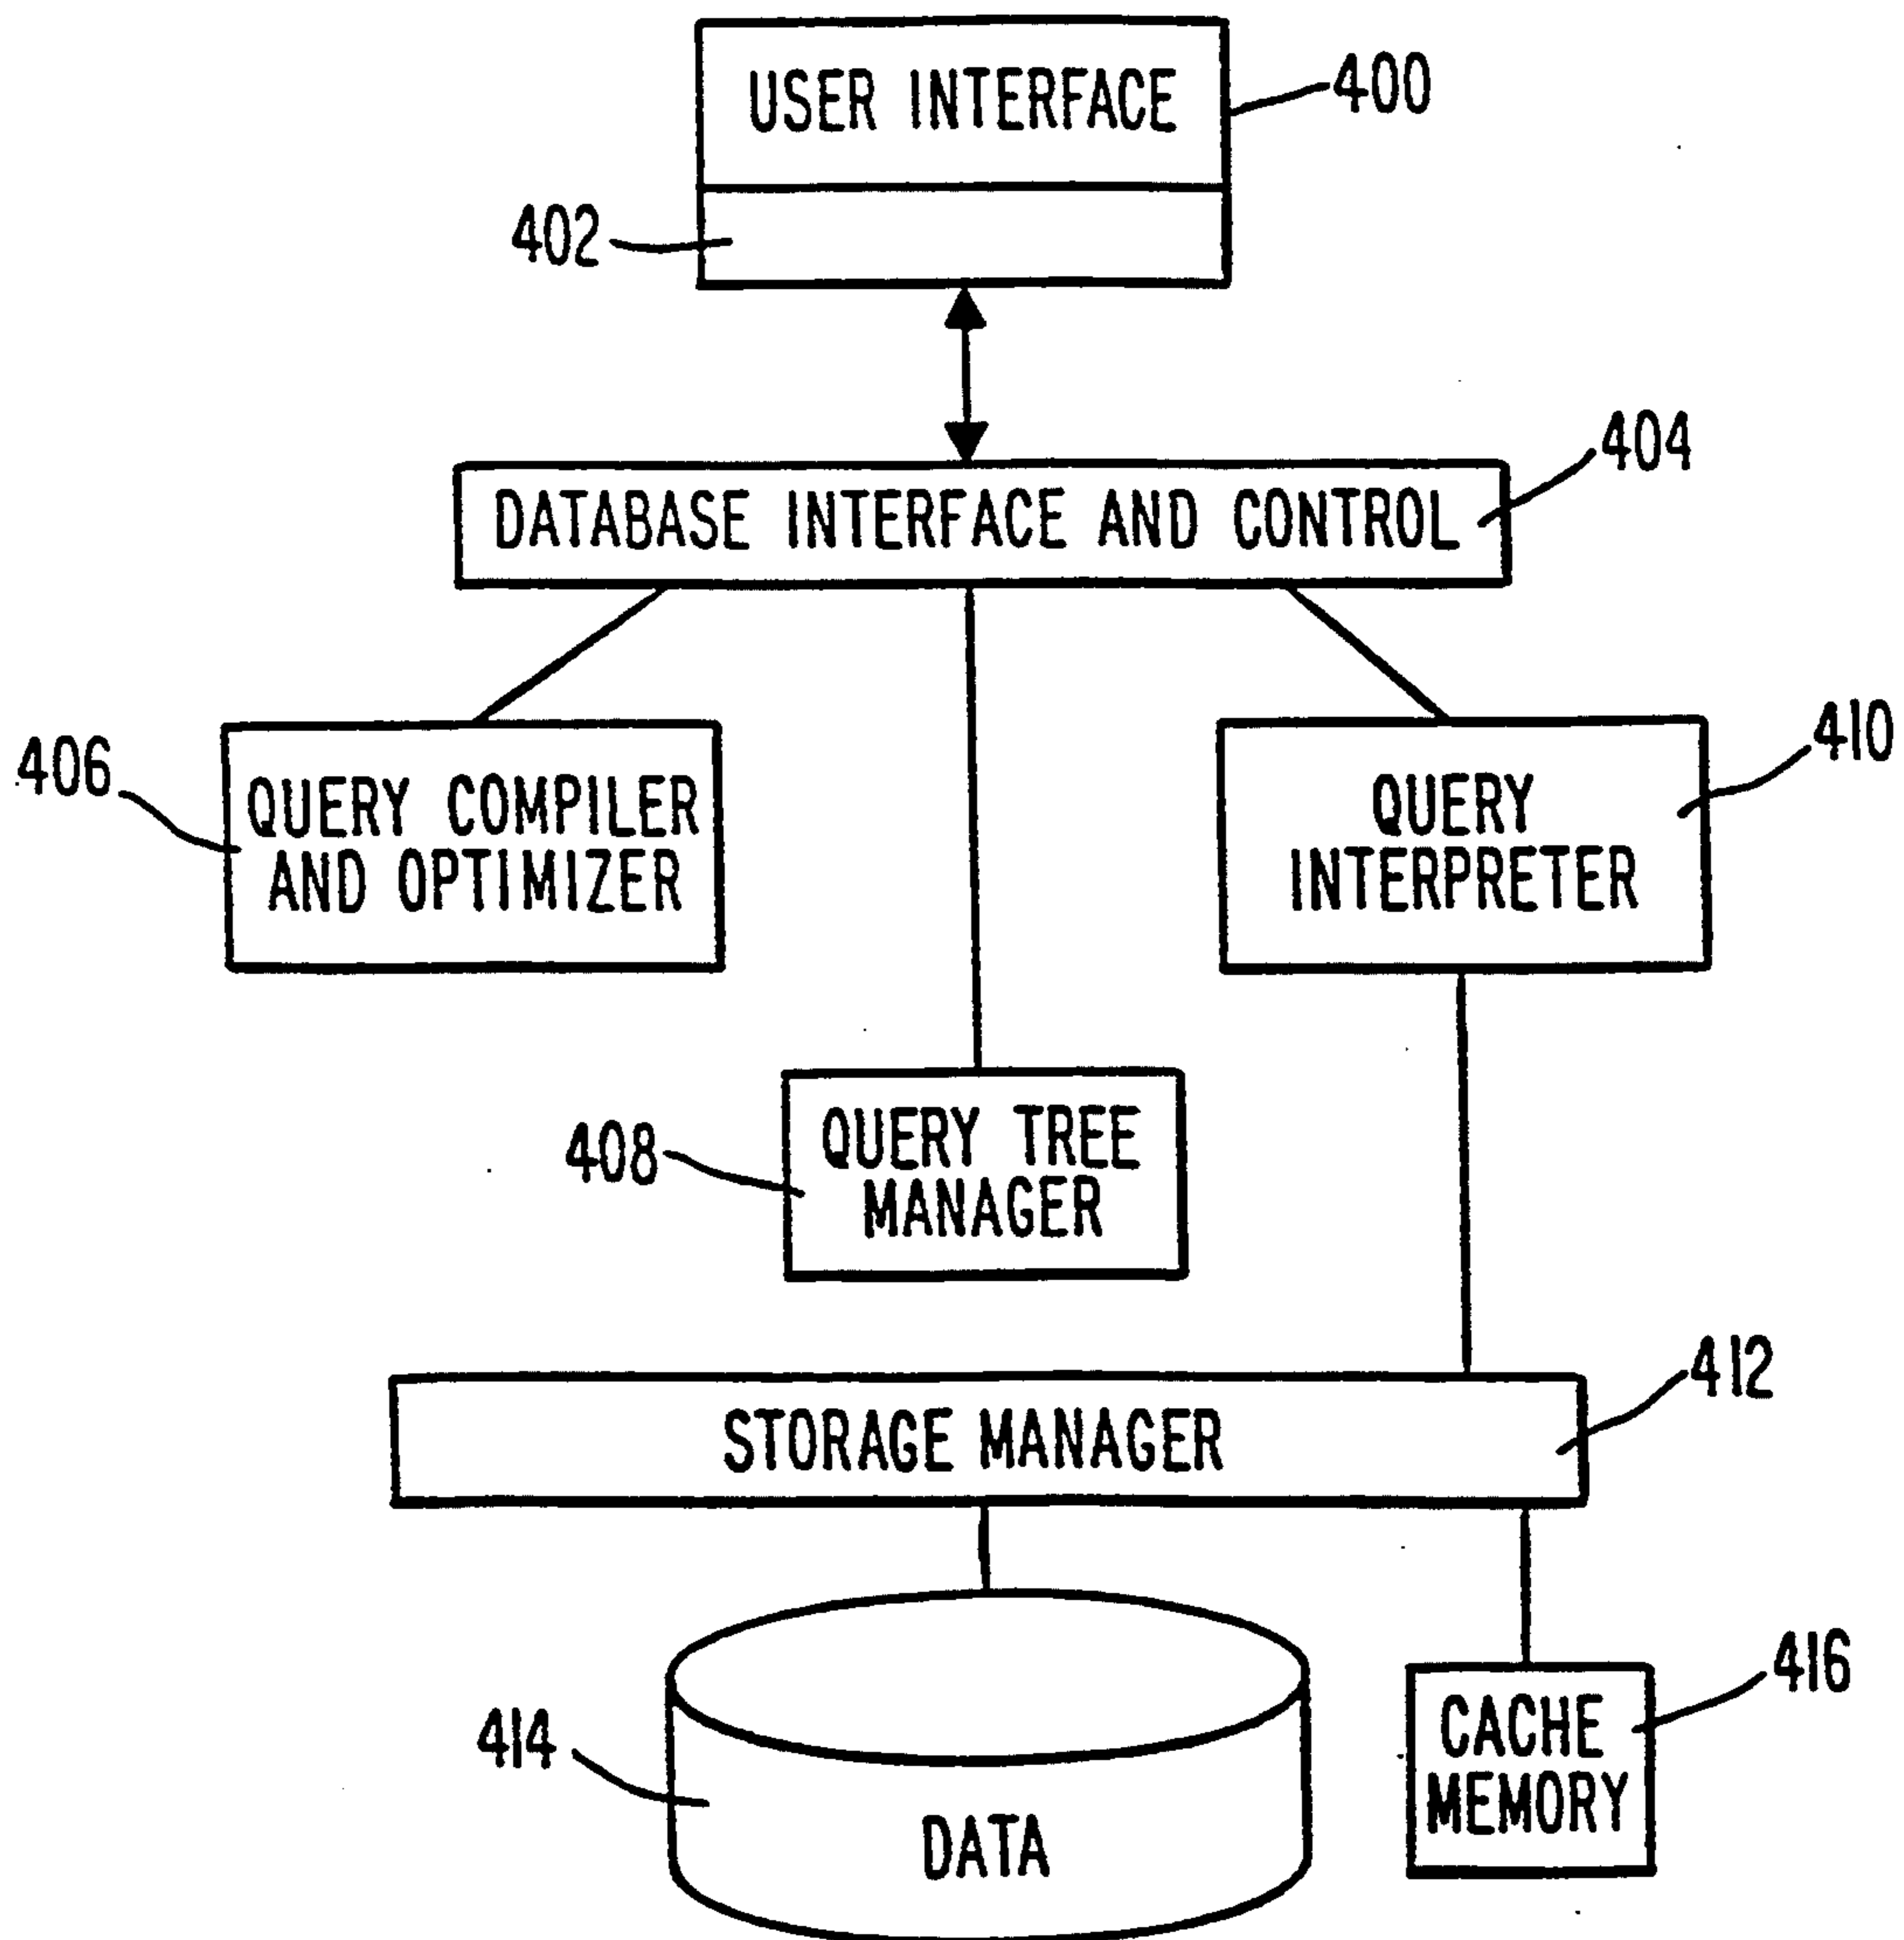 USER INTERFACE
400
402
404
DATABASE INTERFACE AND CONTROL
406
410
QUERY COMPILER
AND OPTIMIZER
QUERY
INTERPRETER
408
QUERY TREE
MANAGER
412
STORAGE MANAGER
414
DATA
416
CACHE
MEMORY